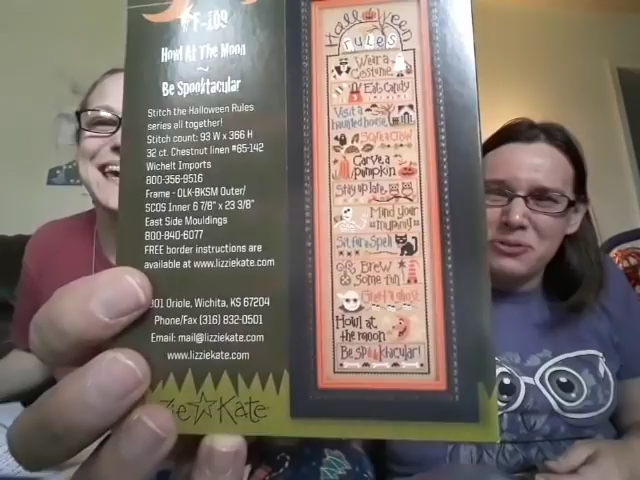 Howl At The Moon
~
Be Spooktacular
Stitch the Halloween Rules
series all together!
Stitch count: 93 W x 366 H
32 ct. Chestnut linen #65-142
Wichelt Imports
800-356-9516
Frame - OLK-BKSM Outer/
SCOS Inner 6 7/8" x 23 3/8"
East Side Mouldings
800-840-6077
FREE border instructions are
available at www.lizziekate.com
Oriole, Wichita, KS 67204
Phone/Fax (316) 832-0501
Email: mail@lizziekate.com
www.lizziekate.com
Kate
Halloween
rules
Wear a
Costume
Eat Candy
Visit a
haunted house
Scare a Crow
Carve a
pumpkin
Stay up late
Mind your
mummy
Sit for a Spell
Brew
some fun
Greet a ghost
Howl at
the moon
Be spooktacular!